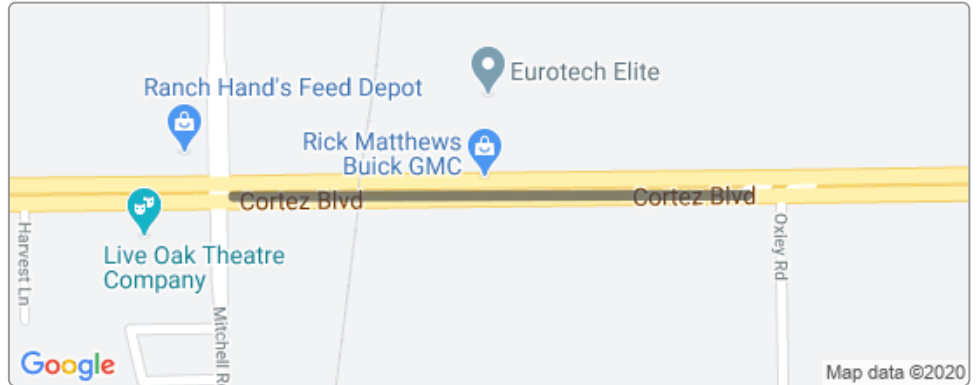 Ranch Hand's Feed Depot
Eurotech Elite
Rick Matthews
Buick GMC
Cortez Blvd
Cortez Blvd
Harvest Ln
Live Oak Theatre
Company
Oxley Rd
Mitchell R
Google
Map data ©2020